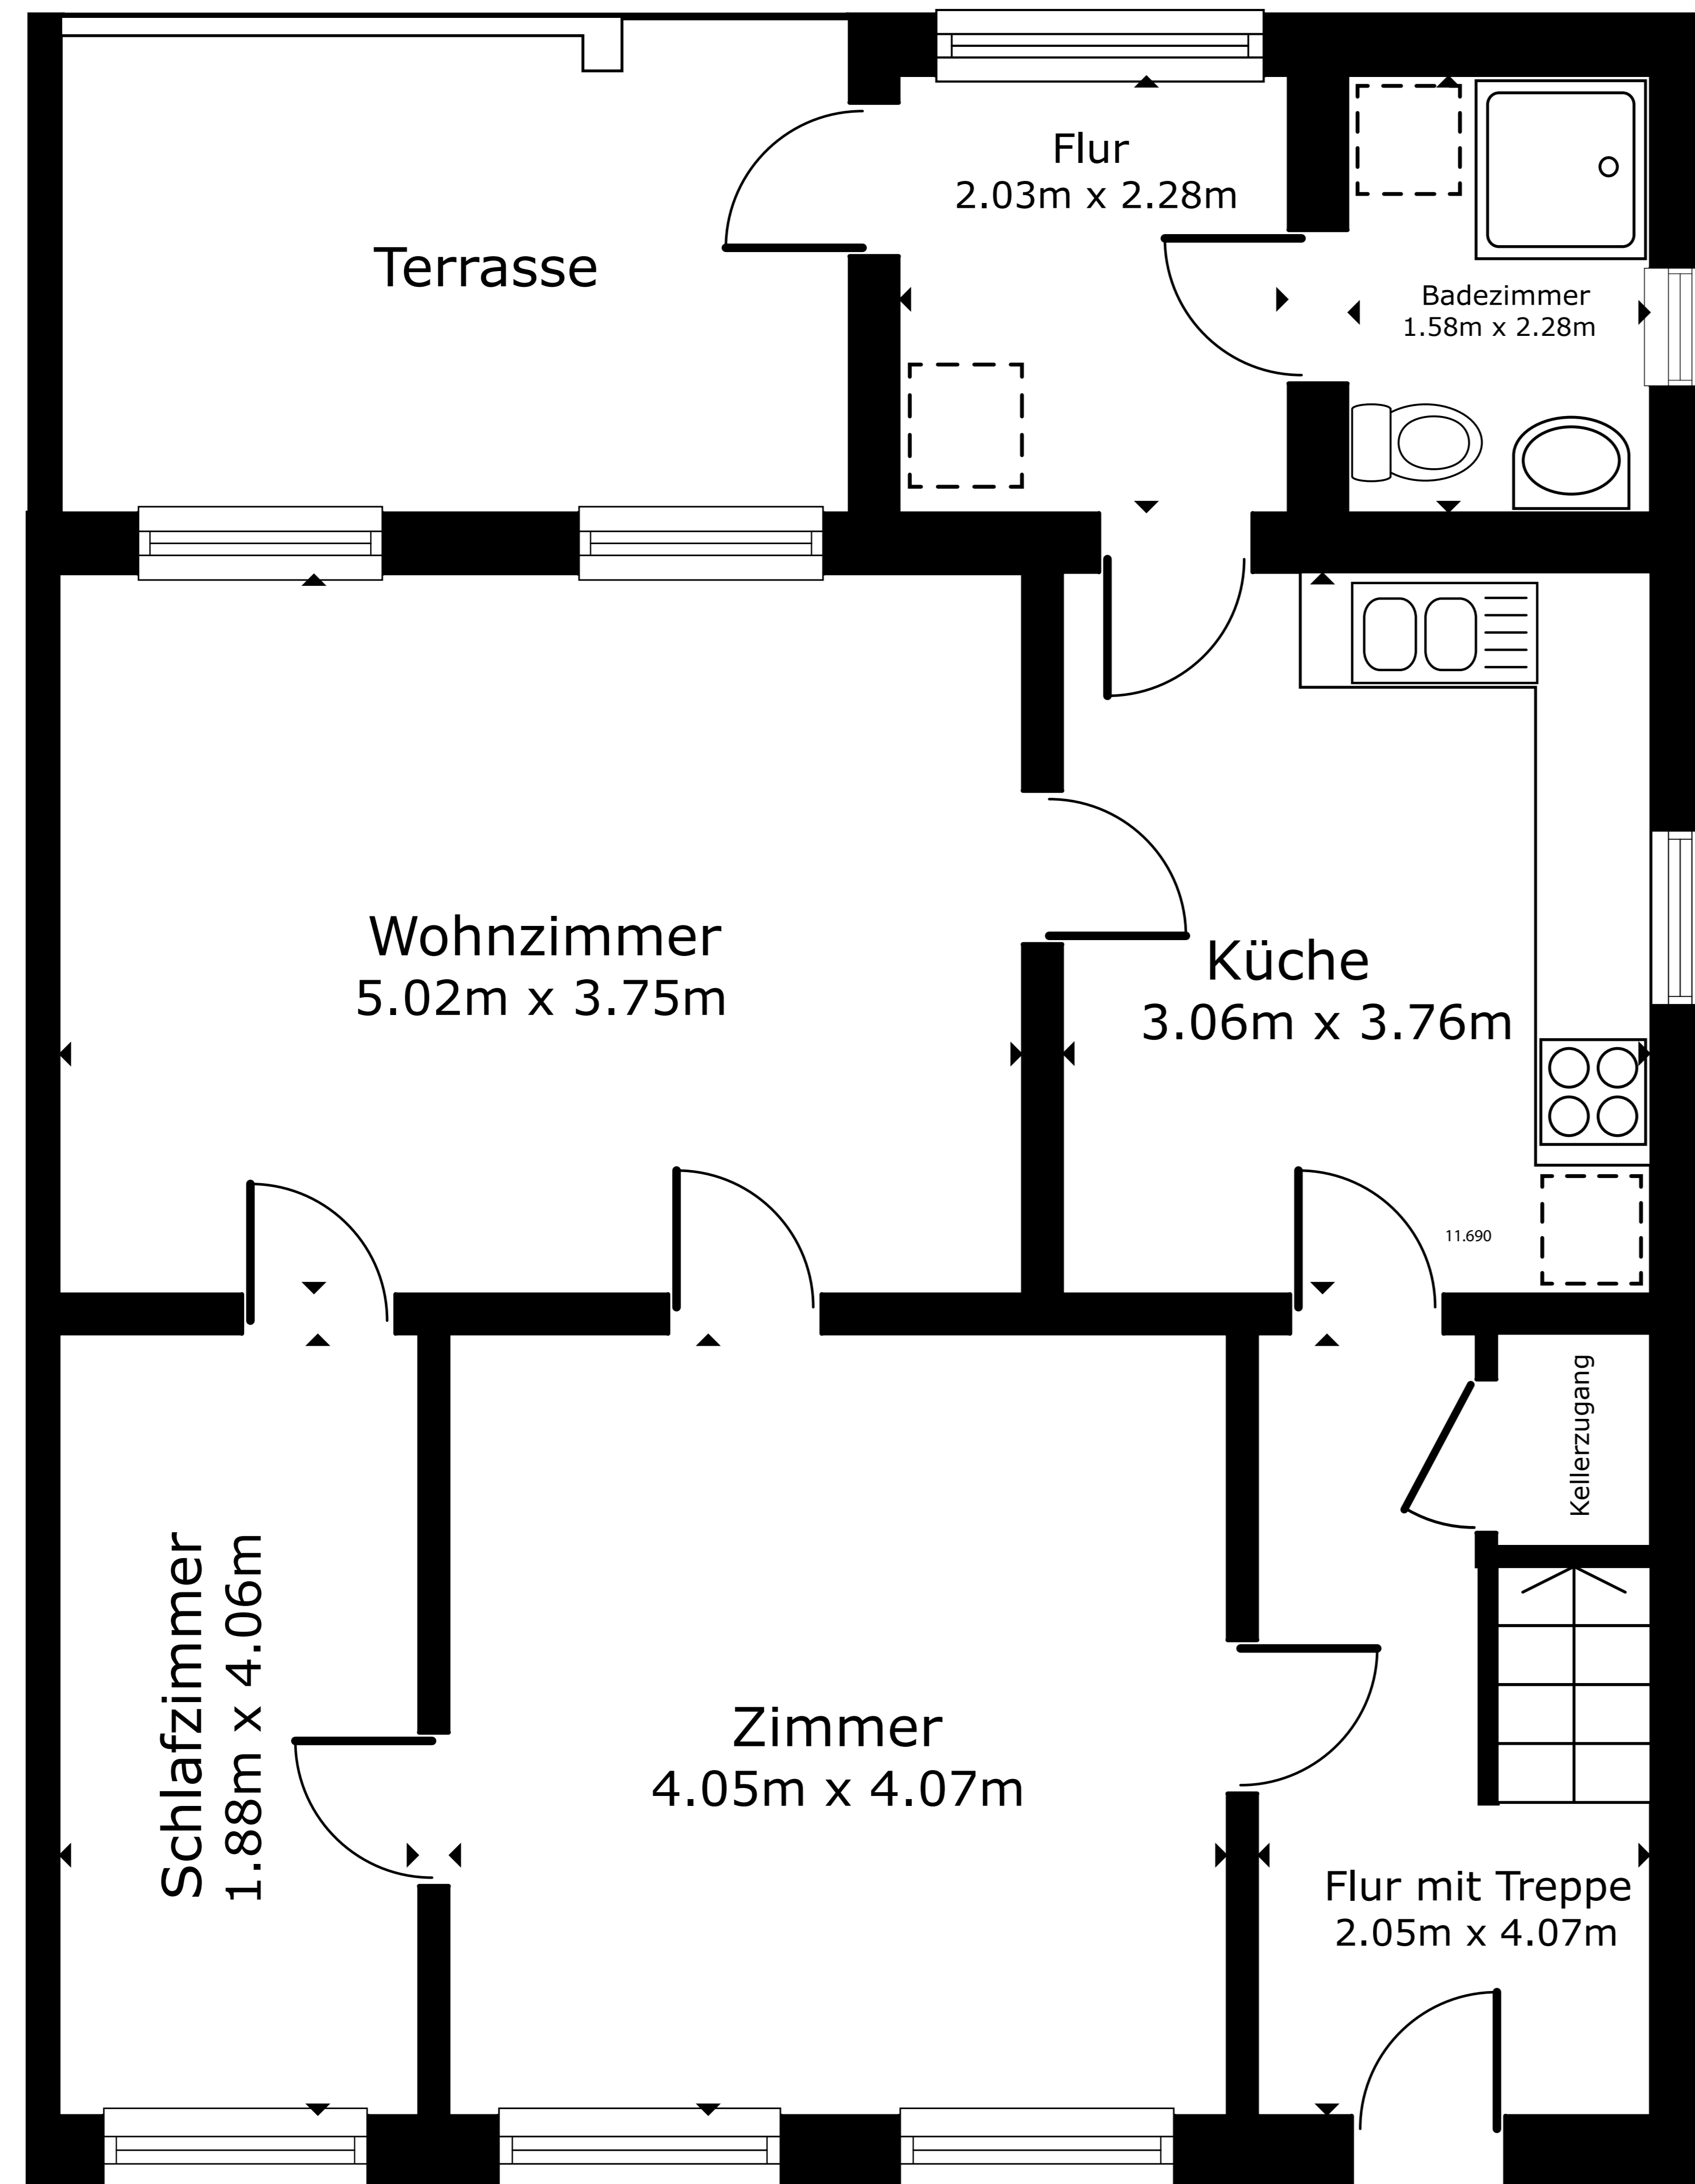 Flur
2.03m x 2.28m
Terrasse
Badezimmer
1.58m x 2.28m
Wohnzimmer
5.02m x 3.75m
Küche
3.06m x 3.76m
11.690
Kellerzugang
Schlafzimmer
1.88m x 4.06m
Zimmer
4.05m x 4.07m
Flur mit Treppe
2.05m x 4.07m